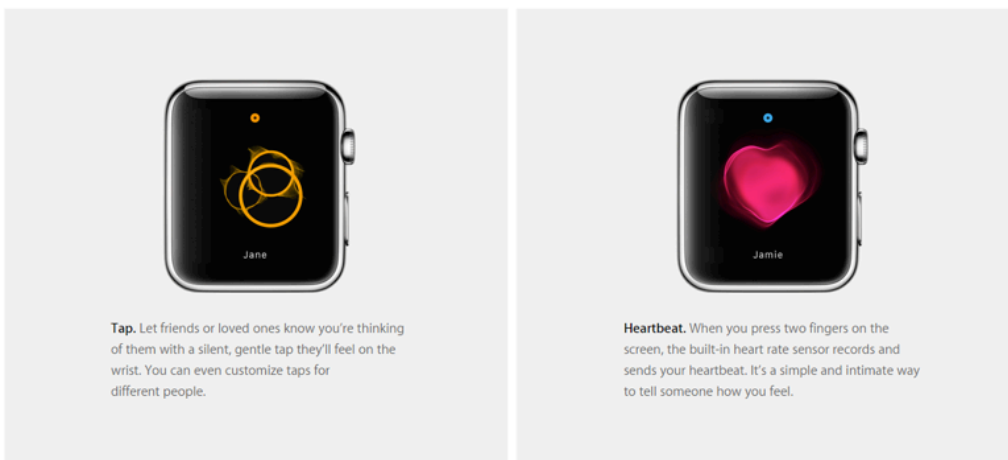 Jane
Tap. Let friends or loved ones know you're thinking
of them with a silent, gentle tap they'll feel on the
wrist. You can even customize taps for
different people.
Jamie
Heartbeat. When you press two fingers on the
screen, the built-in heart rate sensor records and
sends your heartbeat. It's a simple and intimate way
to tell someone how you feel.